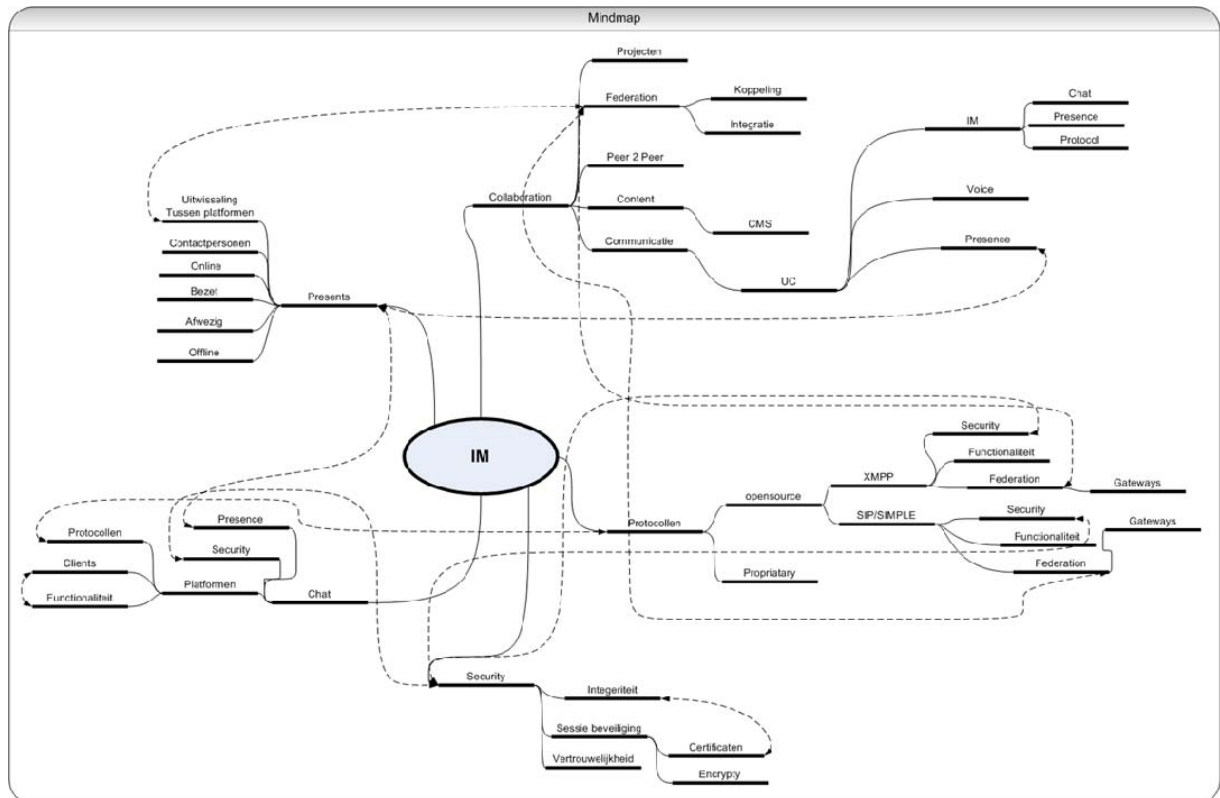 Mindmap
Projecten
Federation
Koppeling
Integratie
Peer 2 Peer
Collaboration
Content
CMS
Communicatie
UC
IM
Chat
Presence
Protocol
Voice
Presence
Uitwisseling
Tussen platformen
Contactpersonen
Online
Bezet
Afwezig
Offline
Presents
IM
Protocollen
opensource
XMPP
Security
Functionaliteit
Federation
Gateways
SIP/SIMPLE
Security
Functionaliteit
Federation
Gateways
Propriatary
Presence
Security
Protocollen
Clients
Functionaliteit
Platformen
Chat
Security
Integeriteit
Sessie beveiliging
Certificaten
Encrypty
Vertrouwelijkheid